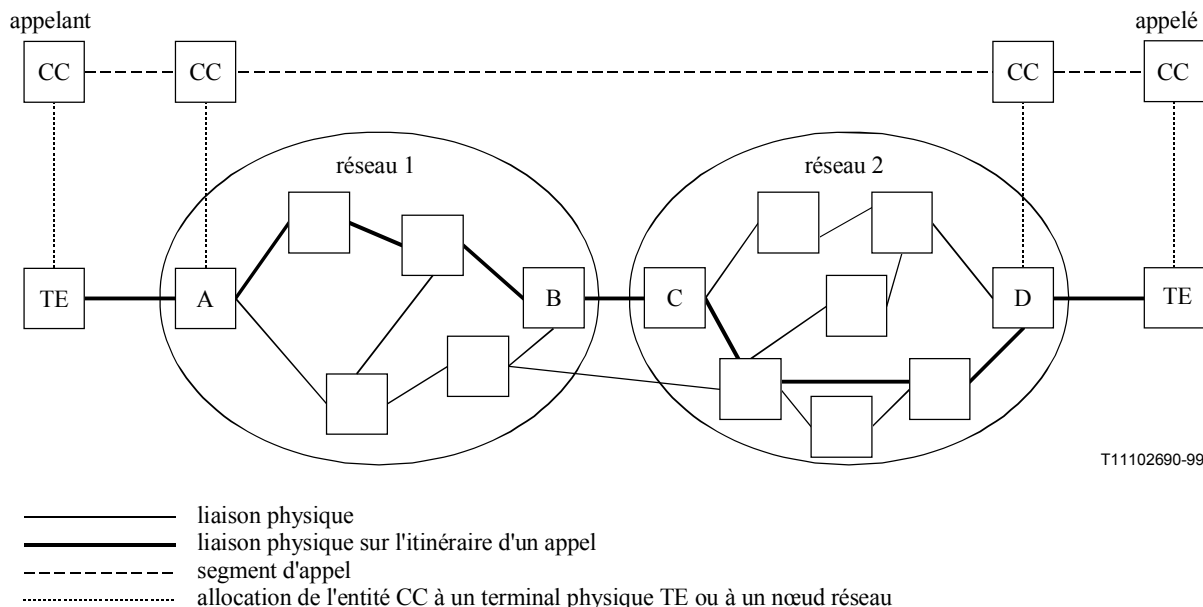 appelant appelé
CC CC CC CC
réseau 1 réseau 2
TE A B C D TE
T11102690-99
liaison physique
liaison physique sur l'itinéraire d'un appel
segment d'appel
allocation de l'entité CC à un terminal physique TE ou à un nœud réseau